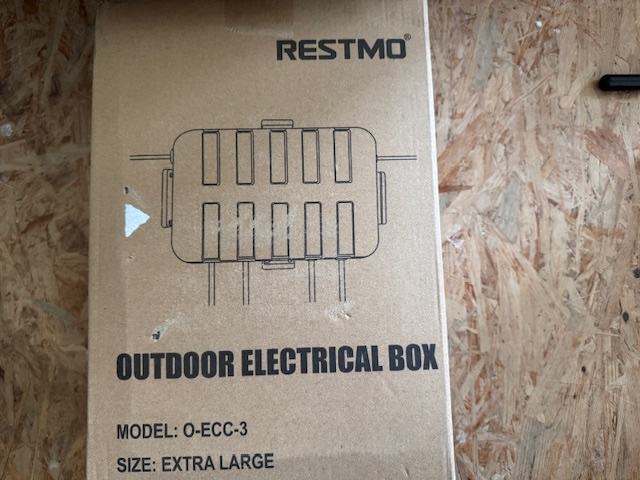 RESTMO®
OUTDOOR ELECTRICAL BOX
MODEL: O-ECC-3
SIZE: EXTRA LARGE